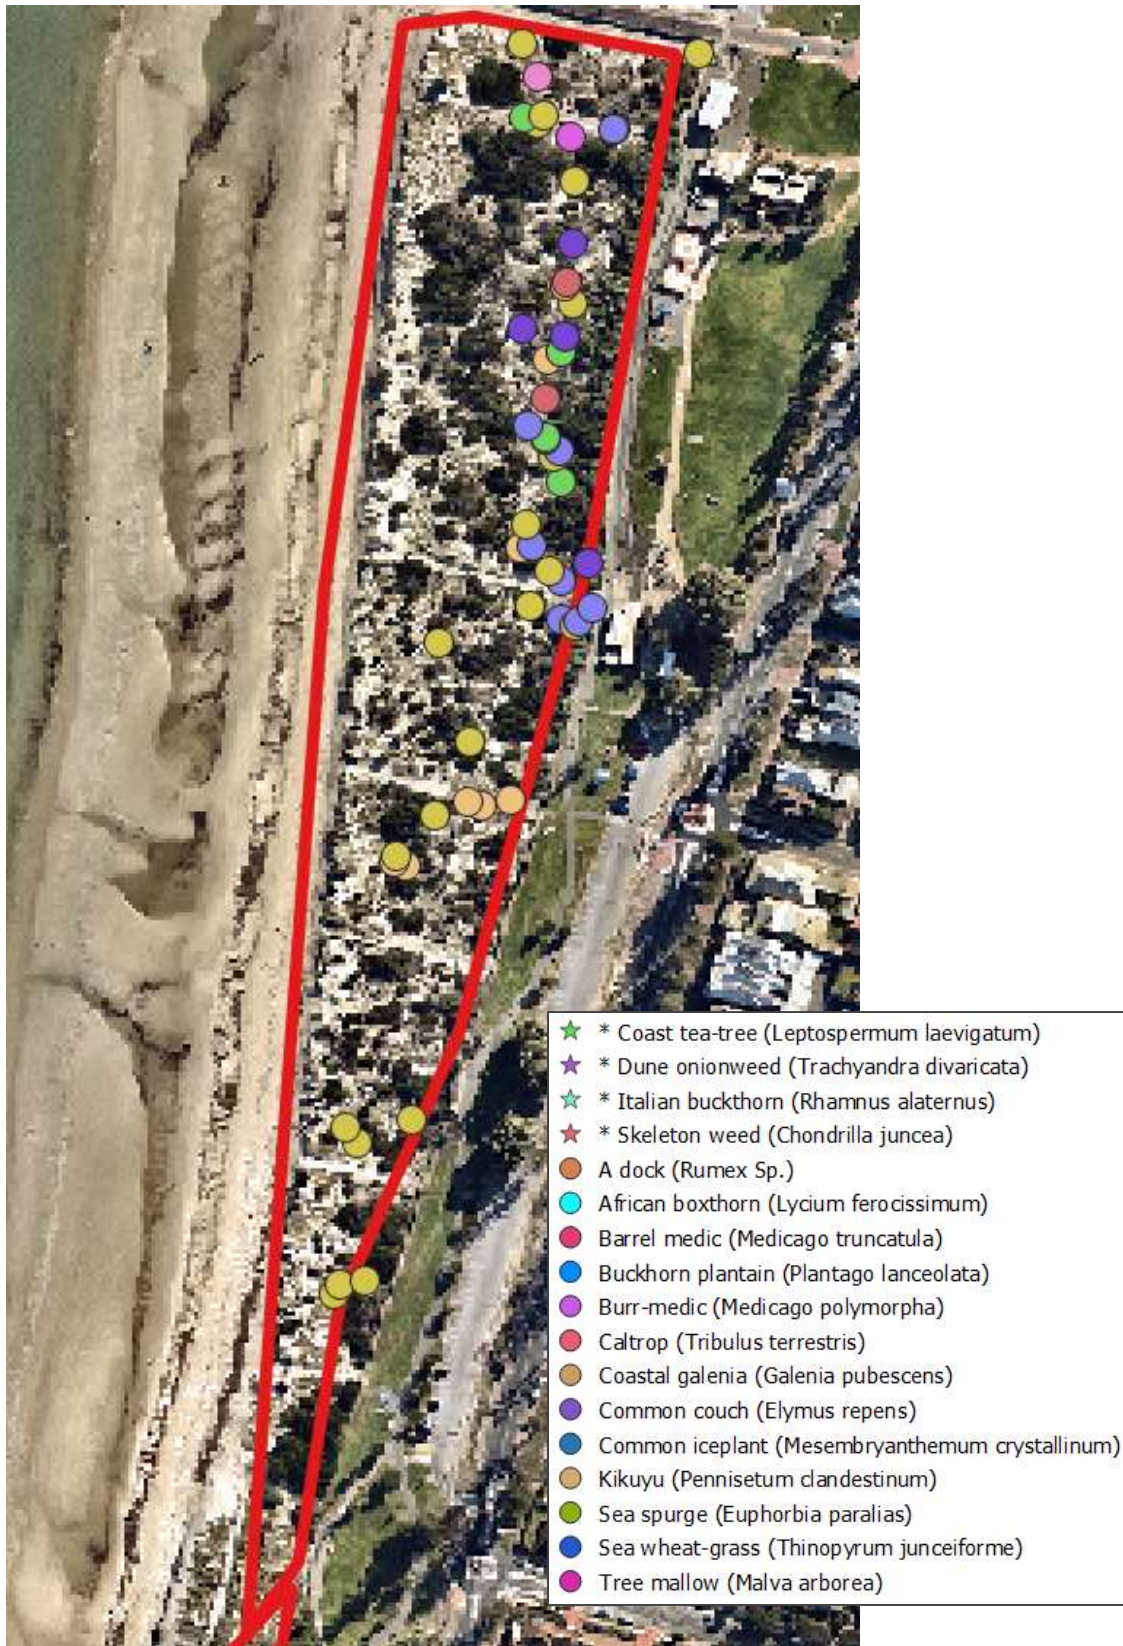 * Coast tea-tree (Leptospermum laevigatum)
* Dune onionweed (Trachyandra divaricata)
* Italian buckthorn (Rhamnus alaternus)
* Skeleton weed (Chondrilla juncea)
A dock (Rumex Sp.)
African boxthorn (Lycium ferocissimum)
Barrel medic (Medicago truncatula)
Buckhorn plantain (Plantago lanceolata)
Burr-medic (Medicago polymorpha)
Caltrop (Tribulus terrestris)
Coastal galenia (Galenia pubescens)
Common couch (Elymus repens)
Common iceplant (Mesembryanthemum crystallinum)
Kikuyu (Pennisetum clandestinum)
Sea spurge (Euphorbia paralias)
Sea wheat-grass (Thinopyrum junceiforme)
Tree mallow (Malva arborea)